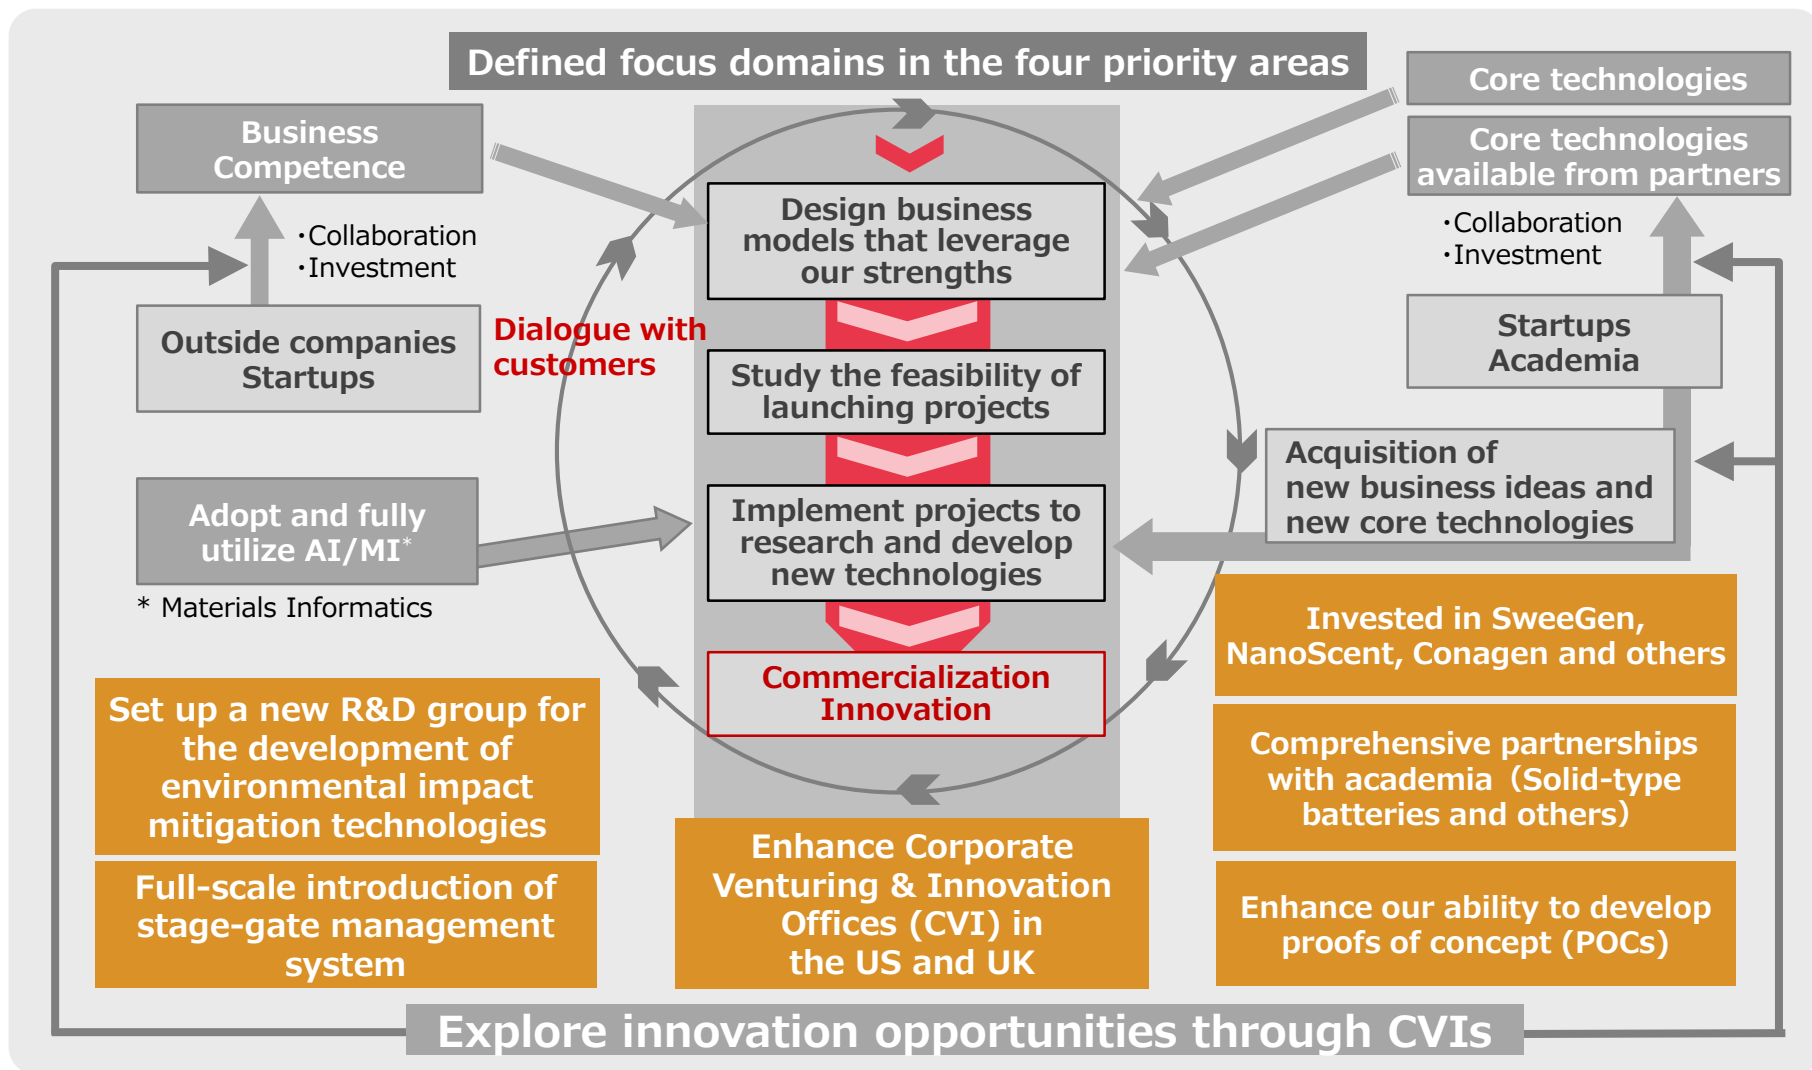 Defined focus domains in the four priority areas
Business
Competence
・Collaboration
・Investment
Outside companies
Startups
Dialogue with
customers
Adopt and fully
utilize AI/MI*
* Materials Informatics
Design business
models that leverage
our strengths
Study the feasibility of
launching projects
Implement projects to
research and develop
new technologies
Commercialization
Innovation
Core technologies
Core technologies
available from partners
・Collaboration
・Investment
Startups
Academia
Acquisition of
new business ideas and
new core technologies
Set up a new R&D group for
the development of
environmental impact
mitigation technologies
Full-scale introduction of
stage-gate management
system
Enhance Corporate
Venturing & Innovation
Offices (CVI) in
the US and UK
Invested in SweeGen,
NanoScent, Conagen and others
Comprehensive partnerships
with academia（Solid-type
batteries and others）
Enhance our ability to develop
proofs of concept (POCs)
Explore innovation opportunities through CVIs